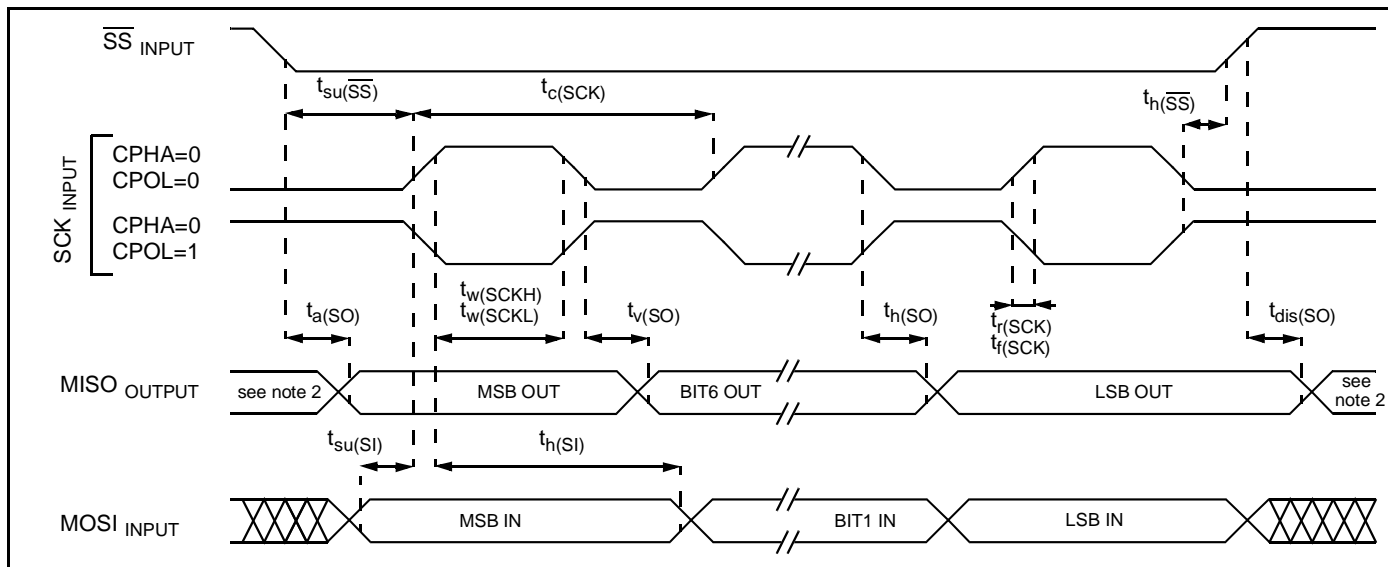 SS INPUT
tsu(SS)
tc(SCK)
th(SS)
SCK INPUT
CPHA=0
CPOL=0
CPHA=0
CPOL=1
ta(SO)
tw(SCKH)
tw(SCKL)
tv(SO)
th(SO)
tr(SCK)
tf(SCK)
tdis(SO)
MISO OUTPUT
see note 2
MSB OUT
BIT6 OUT
LSB OUT
see
note 2
tsu(SI)
th(SI)
MOSI INPUT
MSB IN
BIT1 IN
LSB IN